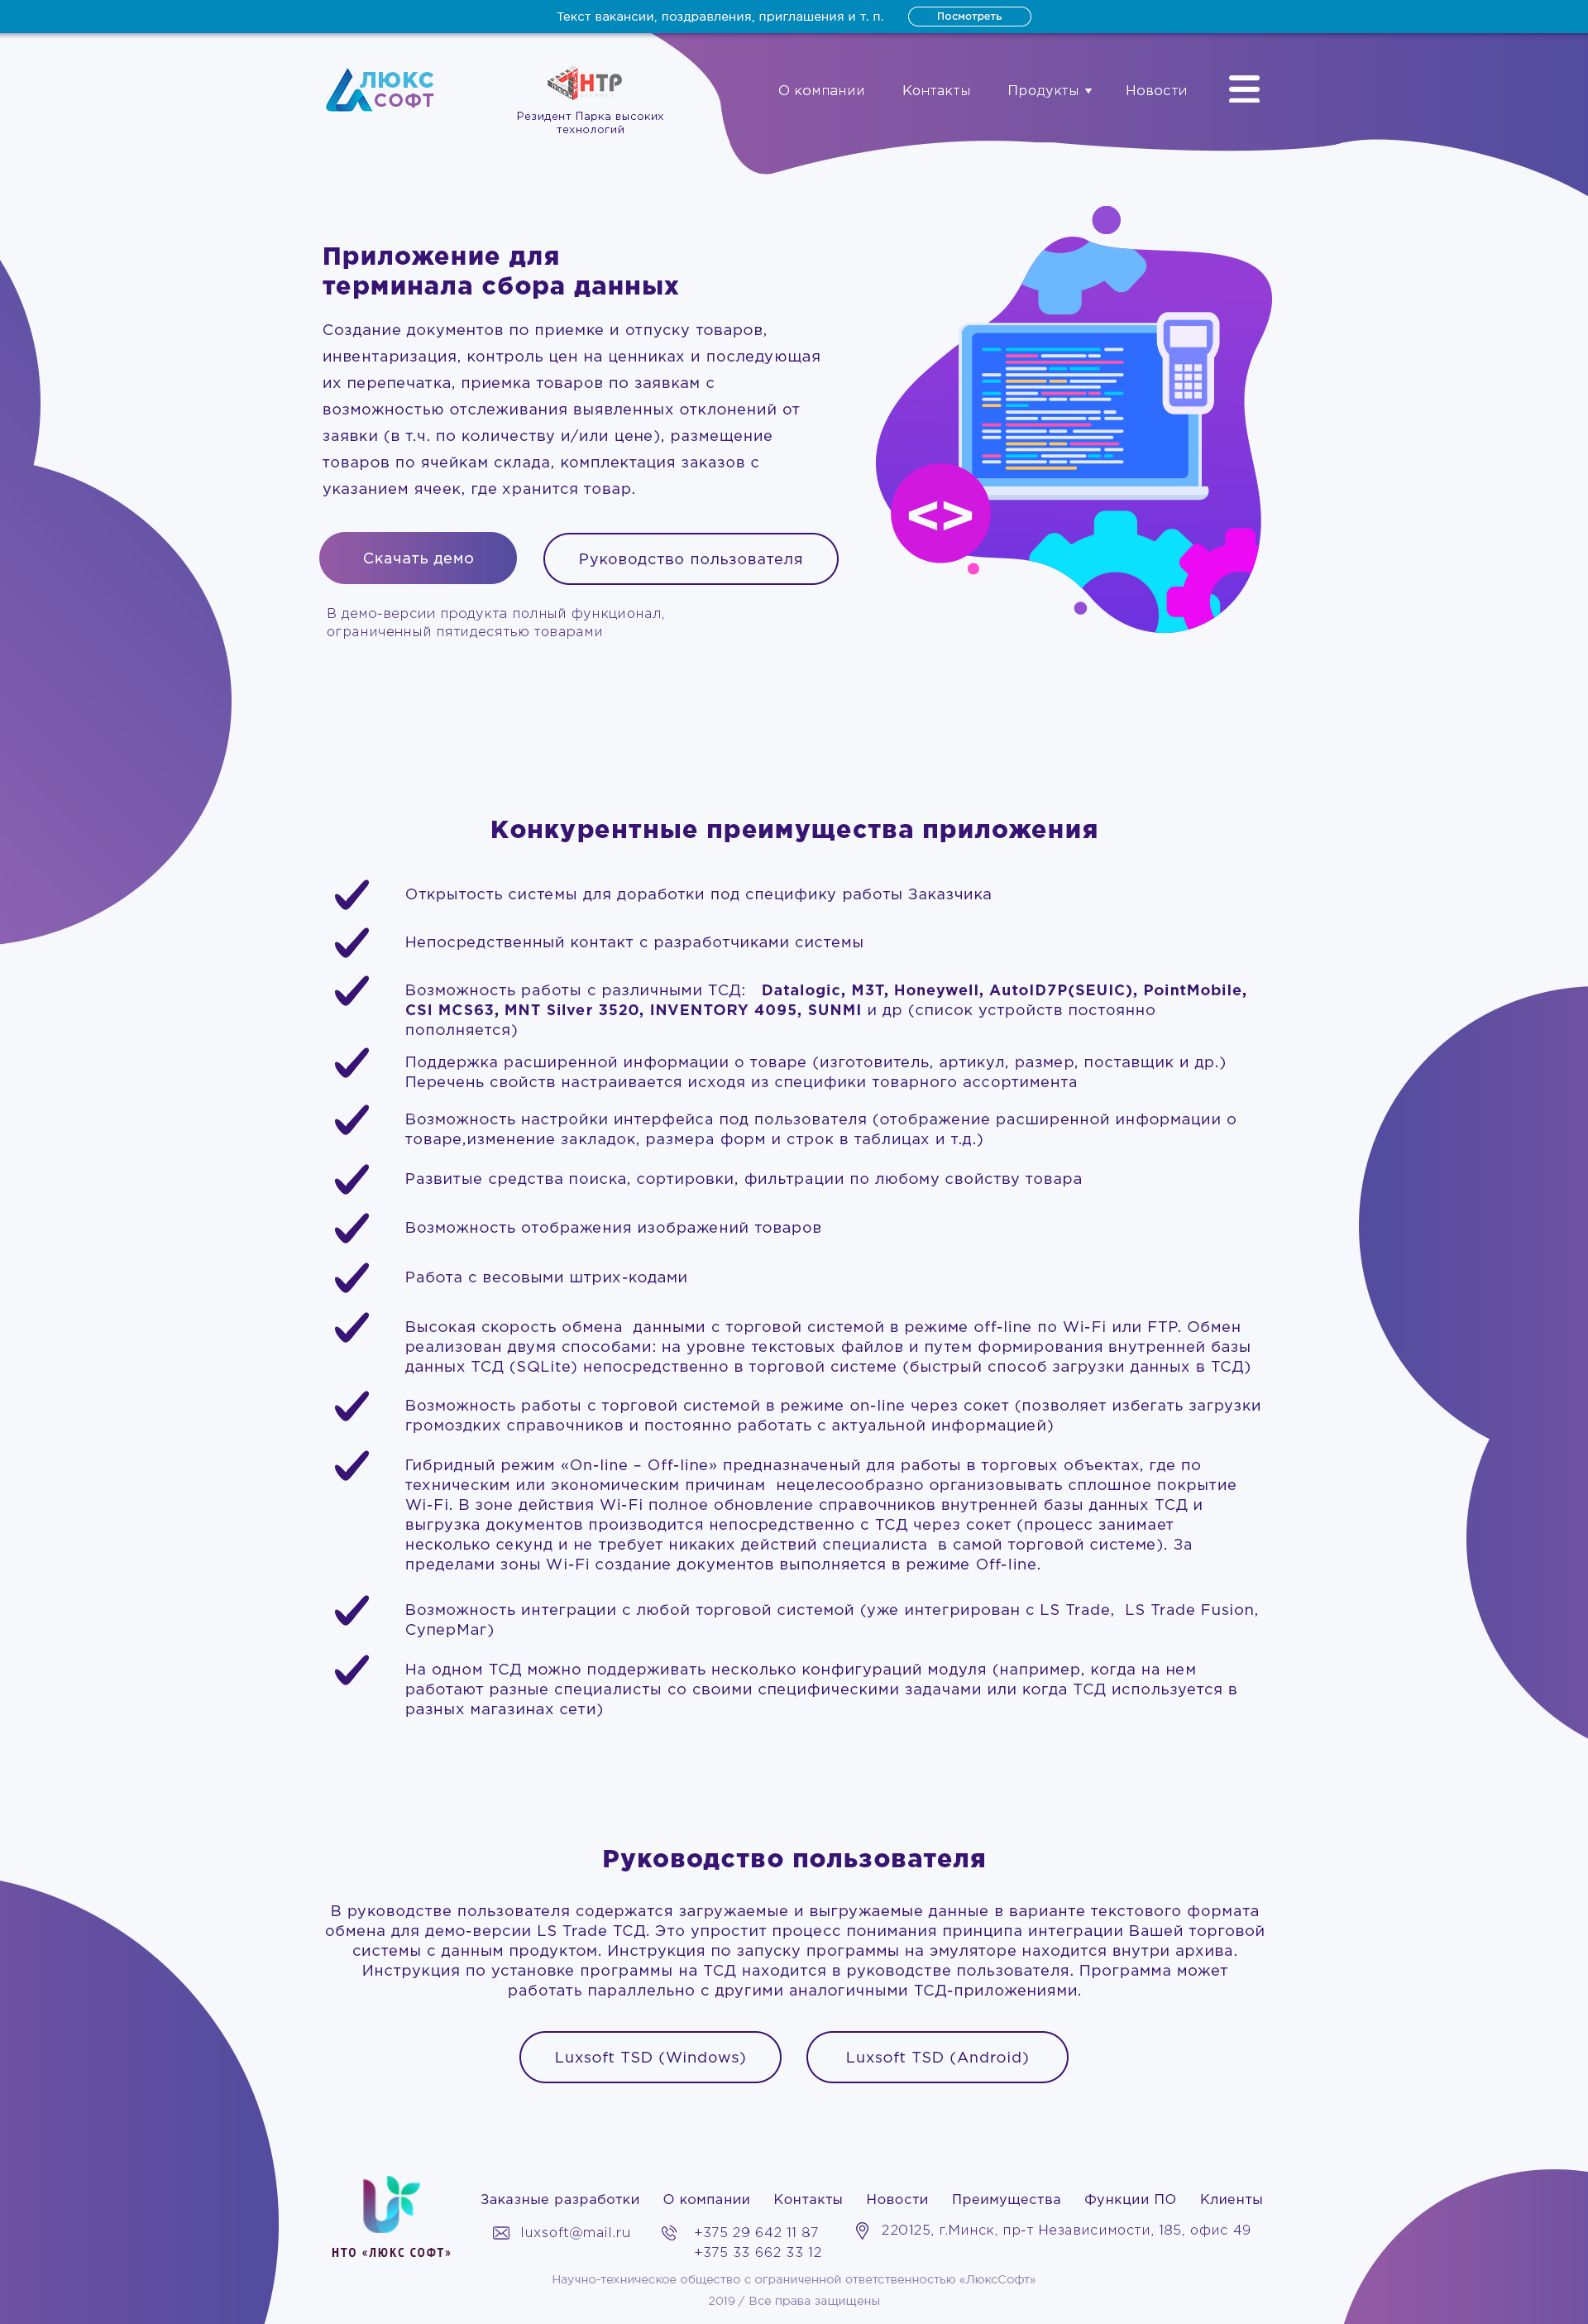 Текст вакансии, поздравления, приглашения и т. п.
Посмотреть
ЛЮКС
СОФТ
НТР
Резидент Парка высоких
технологий
О компании
Контакты
Продукты
Новости
Приложение для
терминала сбора данных
Создание документов по приемке и отпуску товаров,
инвентаризация, контроль цен на ценниках и последующая
их перепечатка, приемка товаров по заявкам с
возможностью отслеживания выявленных отклонений от
заявки (в т.ч. по количеству и/или цене), размещение
товаров по ячейкам склада, комплектация заказов с
указанием ячеек, где хранится товар.
<>
Скачать демо
Руководство пользователя
В демо-версии продукта полный функционал,
ограниченный пятидесятью товарами
Конкурентные преимущества приложения
Открытость системы для доработки под специфику работы Заказчика
Непосредственный контакт с разработчиками системы
Возможность работы с различными ТСД: Datalogic, M3T, Honeywell, AutoID7P(SEUIC), PointMobile,
CSI MCS63, MNT Silver 3520, INVENTORY 4095, SUNMI и др (список устройств постоянно
пополняется)
Поддержка расширенной информации о товаре (изготовитель, артикул, размер, поставщик и др.)
Перечень свойств настраивается исходя из специфики товарного ассортимента
Возможность настройки интерфейса под пользователя (отображение расширенной информации о
товаре,изменение закладок, размера форм и строк в таблицах и т.д.)
Развитые средства поиска, сортировки, фильтрации по любому свойству товара
Возможность отображения изображений товаров
Работа с весовыми штрих-кодами
Высокая скорость обмена данными с торговой системой в режиме off-line по Wi-Fi или FTP. Обмен
реализован двумя способами: на уровне текстовых файлов и путем формирования внутренней базы
данных ТСД (SQLite) непосредственно в торговой системе (быстрый способ загрузки данных в ТСД)
Возможность работы с торговой системой в режиме on-line через сокет (позволяет избегать загрузки
громоздких справочников и постоянно работать с актуальной информацией)
Гибридный режим «On-line – Off-line» предназначеный для работы в торговых объектах, где по
техническим или экономическим причинам нецелесообразно организовывать сплошное покрытие
Wi-Fi. В зоне действия Wi-Fi полное обновление справочников внутренней базы данных ТСД и
выгрузка документов производится непосредственно с ТСД через сокет (процесс занимает
несколько секунд и не требует никаких действий специалиста в самой торговой системе). За
пределами зоны Wi-Fi создание документов выполняется в режиме Off-line.
Возможность интеграции с любой торговой системой (уже интегрирован с LS Trade, LS Trade Fusion,
СуперМаг)
На одном ТСД можно поддерживать несколько конфигураций модуля (например, когда на нем
работают разные специалисты со своими специфическими задачами или когда ТСД используется в
разных магазинах сети)
Руководство пользователя
В руководстве пользователя содержатся загружаемые и выгружаемые данные в варианте текстового формата
обмена для демо-версии LS Trade ТСД. Это упростит процесс понимания принципа интеграции Вашей торговой
системы с данным продуктом. Инструкция по запуску программы на эмуляторе находится внутри архива.
Инструкция по установке программы на ТСД находится в руководстве пользователя. Программа может
работать параллельно с другими аналогичными ТСД-приложениями.
Luxsoft TSD (Windows)
Luxsoft TSD (Android)
НТО «ЛЮКС СОФТ»
Заказные разработки
О компании
Контакты
Новости
Преимущества
Функции ПО
Клиенты
luxsoft@mail.ru
+375 29 642 11 87
+375 33 662 33 12
220125, г.Минск, пр-т Независимости, 185, офис 49
Научно-техническое общество с ограниченной ответственностью «ЛюксСофт»
2019 / Все права защищены